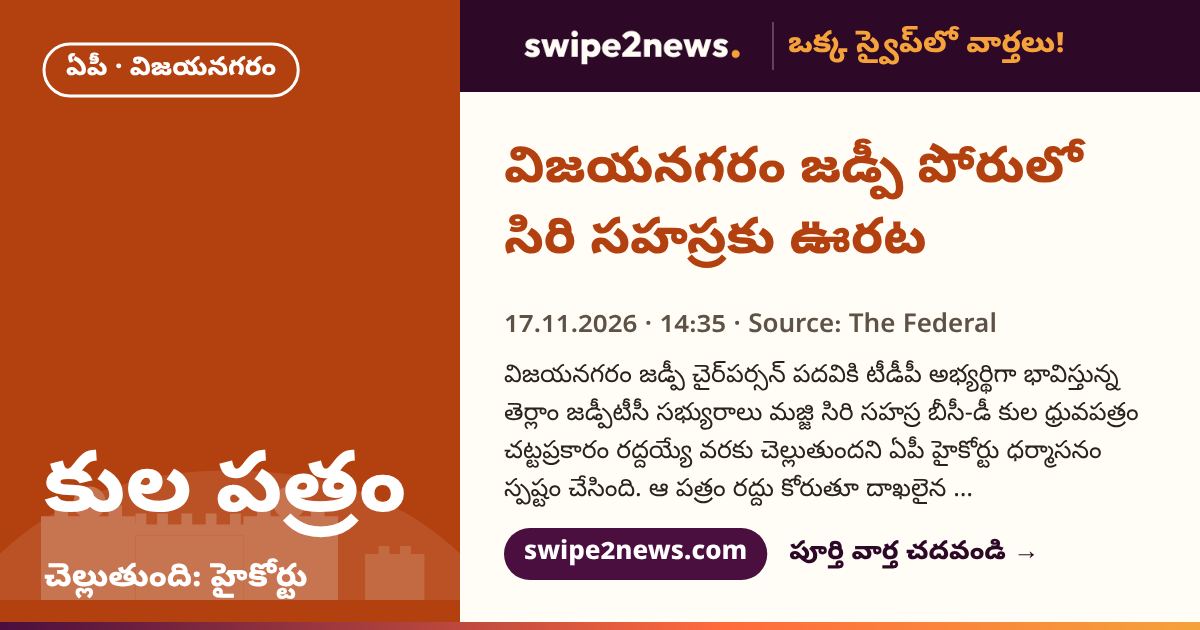 ఏపీ · విజయనగరం
కుల పత్రం
చెల్లుతుంది: హైకోర్టు
swipe2news.
ఒక్క స్వైప్‌లో వార్తలు!
విజయనగరం జడ్పీ పోరులో
సిరి సహస్రకు ఊరట
17.11.2026 · 14:35 · Source: The Federal
విజయనగరం జడ్పీ చైర్‌పర్సన్ పదవికి టీడీపీ అభ్యర్థిగా భావిస్తున్న
తెర్లాం జడ్పీటీసీ సభ్యురాలు మజ్జి సిరి సహస్ర బీసీ-డీ కుల ధ్రువపత్రం
చట్టప్రకారం రద్దయ్యే వరకు చెల్లుతుందని ఏపీ హైకోర్టు ధర్మాసనం
స్పష్టం చేసింది. ఆ పత్రం రద్దు కోరుతూ దాఖలైన ...
swipe2news.com
పూర్తి వార్త చదవండి →